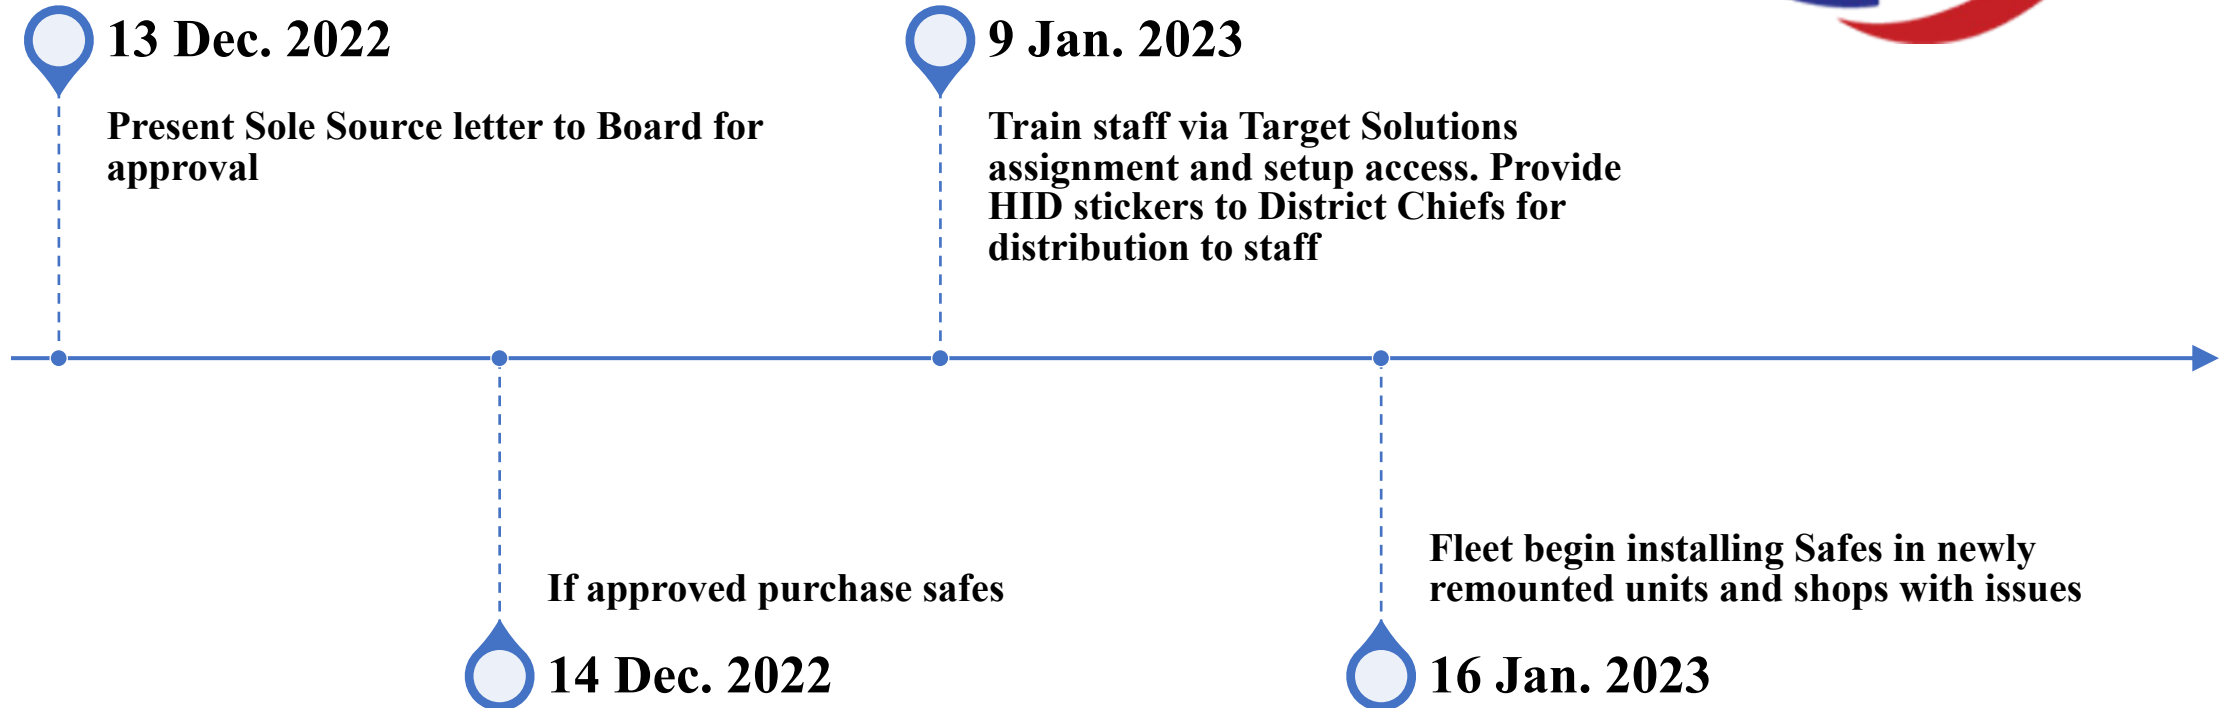 13 Dec. 2022
Present Sole Source letter to Board for
approval
9 Jan. 2023
Train staff via Target Solutions
assignment and setup access. Provide
HID stickers to District Chiefs for
distribution to staff
If approved purchase safes
14 Dec. 2022
Fleet begin installing Safes in newly
remounted units and shops with issues
16 Jan. 2023